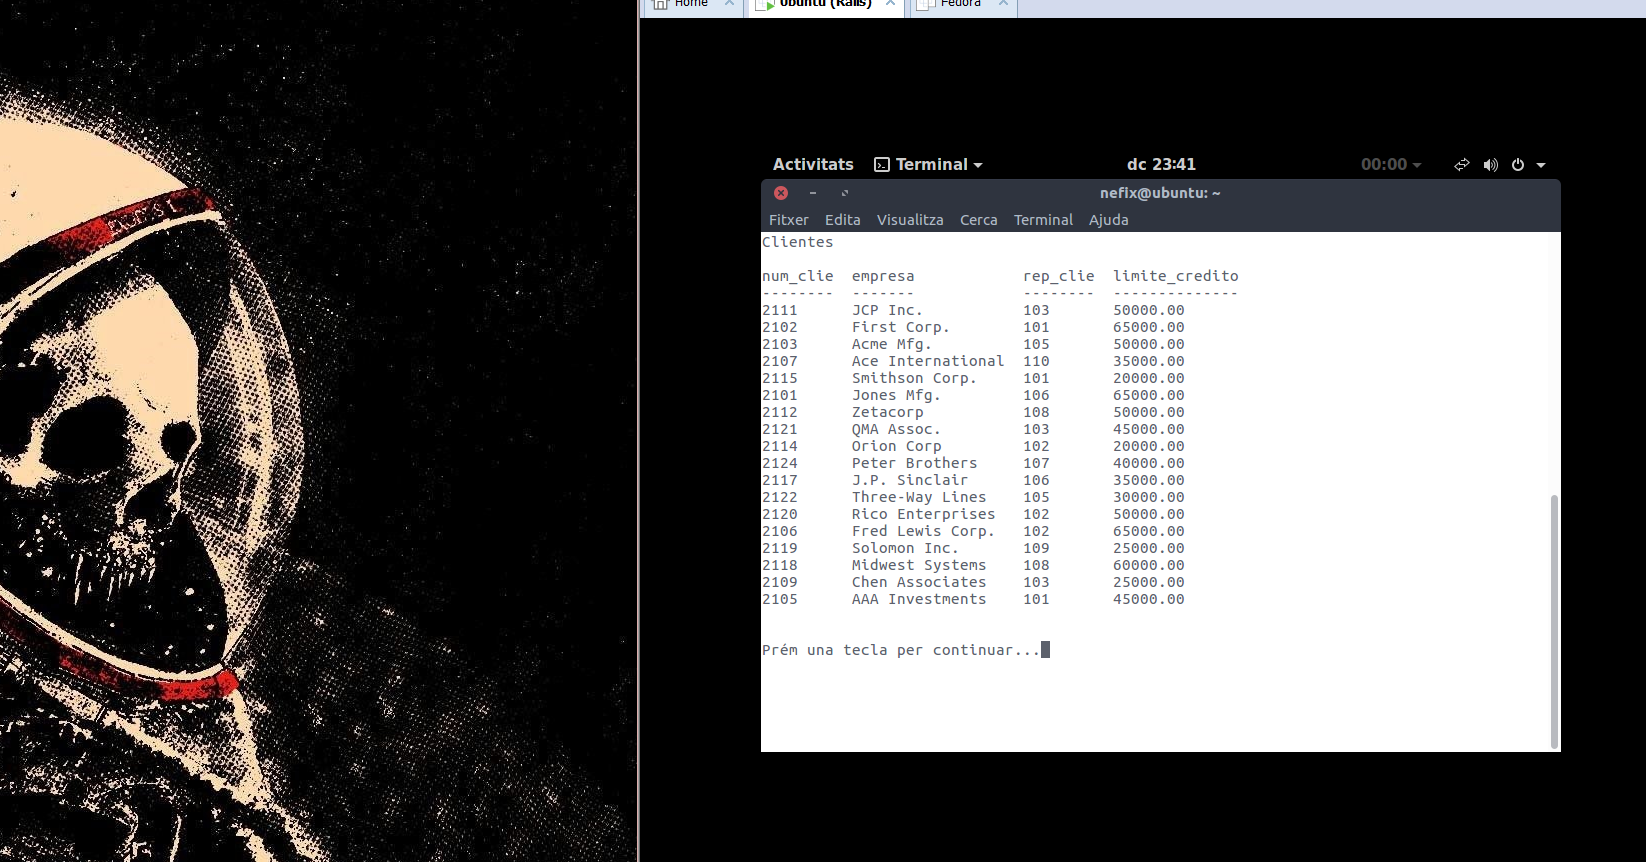 Home
Ubuntu (Rails)
Fedora
Activitats Terminal dc 23:41 00:00
nefix@ubuntu: ~
Fitxer Edita Visualitza Cerca Terminal Ajuda
Clientes
num_clie empresa rep_clie limite_credito
-------- ------- -------- --------------
2111 JCP Inc. 103 50000.00
2102 First Corp. 101 65000.00
2103 Acme Mfg. 105 50000.00
2107 Ace International 110 35000.00
2115 Smithson Corp. 101 20000.00
2101 Jones Mfg. 106 65000.00
2112 Zetacorp 108 50000.00
2121 QMA Assoc. 103 45000.00
2114 Orion Corp 102 20000.00
2124 Peter Brothers 107 40000.00
2117 J.P. Sinclair 106 35000.00
2122 Three-Way Lines 105 30000.00
2120 Rico Enterprises 102 50000.00
2106 Fred Lewis Corp. 102 65000.00
2119 Solomon Inc. 109 25000.00
2118 Midwest Systems 108 60000.00
2109 Chen Associates 103 25000.00
2105 AAA Investments 101 45000.00
Prém una tecla per continuar...